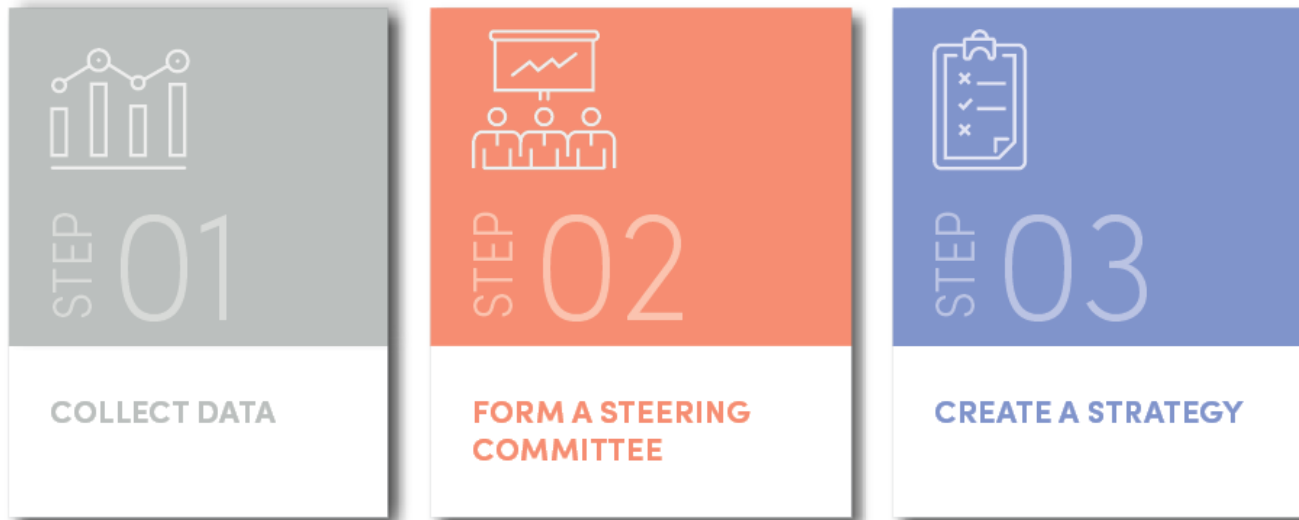 STEP 01
COLLECT DATA
STEP 02
FORM A STEERING
COMMITTEE
STEP 03
CREATE A STRATEGY